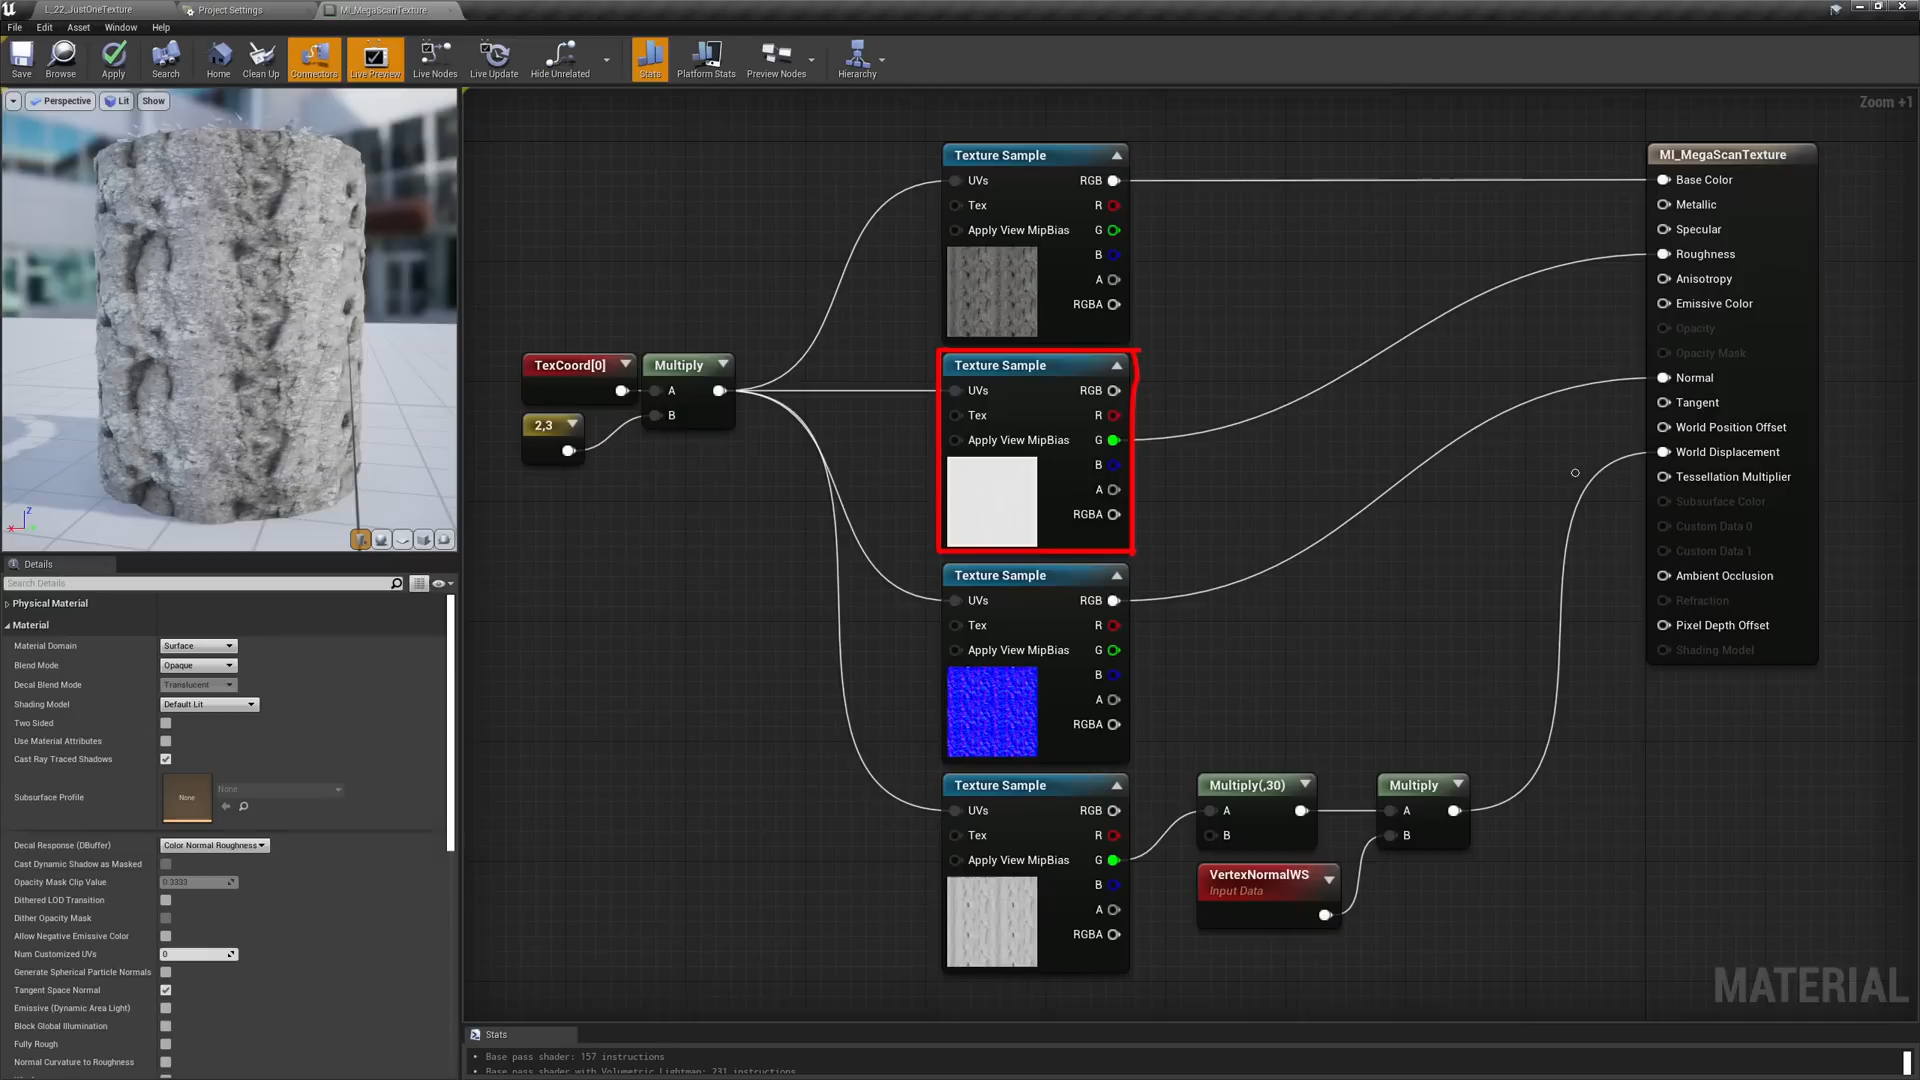 L_22_JustOneTexture
Project Settings
MI_MegaScanTexture
File Edit Asset Window Help
Save Browse Apply Search Home Clean Up Connectors Live Preview Live Nodes Live Update Hide Unrelated Stats Platform Stats Preview Nodes Hierarchy
Perspective Lit Show
Zoom +1
Z
X
Details
Search Details
Physical Material
Material
Material Domain Surface
Blend Mode Opaque
Decal Blend Mode Translucent
Shading Model Default Lit
Two Sided
Use Material Attributes
Cast Ray Traced Shadows
Subsurface Profile None None
Decal Response (DBuffer) Color Normal Roughness
Cast Dynamic Shadow as Masked
Opacity Mask Clip Value 0.3333
Dithered LOD Transition
Dither Opacity Mask
Allow Negative Emissive Color
Num Customized UVs 0
Generate Spherical Particle Normals
Tangent Space Normal
Emissive (Dynamic Area Light)
Block Global Illumination
Fully Rough
Normal Curvature to Roughness
TexCoord[0]
2,3
Multiply
A
B
Texture Sample
UVs RGB
Tex R
Apply View MipBias G
B
A
RGBA
Texture Sample
UVs RGB
Tex R
Apply View MipBias G
B
A
RGBA
Texture Sample
UVs RGB
Tex R
Apply View MipBias G
B
A
RGBA
Texture Sample
UVs RGB
Tex R
Apply View MipBias G
B
A
RGBA
Multiply(,30)
A
B
VertexNormalWS
Input Data
Multiply
A
B
MI_MegaScanTexture
Base Color
Metallic
Specular
Roughness
Anisotropy
Emissive Color
Opacity
Opacity Mask
Normal
Tangent
World Position Offset
World Displacement
Tessellation Multiplier
Subsurface Color
Custom Data 0
Custom Data 1
Ambient Occlusion
Refraction
Pixel Depth Offset
Shading Model
MATERIAL
Stats
Base pass shader: 157 instructions
Base pass shader with Volumetric Lightmap: 231 instructions